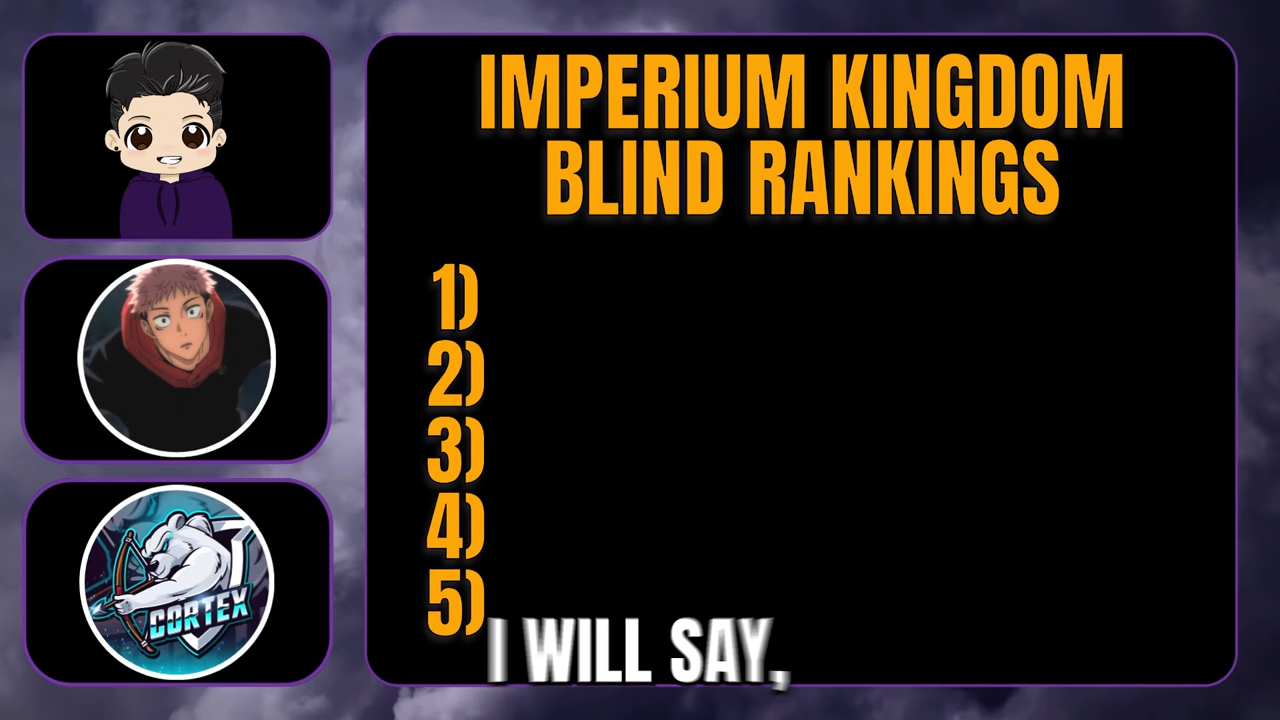 IMPERIUM KINGDOM
BLIND RANKINGS
1)
2)
3)
4)
5)
I WILL SAY,
CORTEX